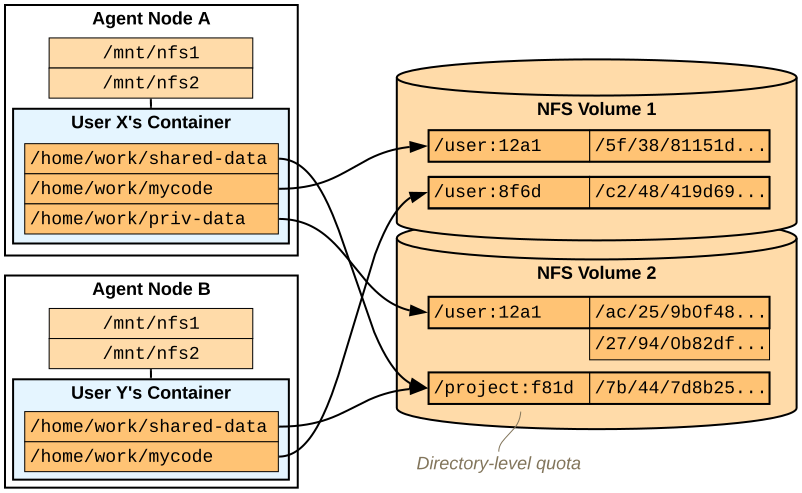 Agent Node A
/mnt/nfs1
/mnt/nfs2
User X's Container
/home/work/shared-data
/home/work/mycode
/home/work/priv-data
Agent Node B
/mnt/nfs1
/mnt/nfs2
User Y's Container
/home/work/shared-data
/home/work/mycode
NFS Volume 1
/user:12a1 /5f/38/81151d...
/user:8f6d /c2/48/419d69...
NFS Volume 2
/user:12a1 /ac/25/9b0f48...
/27/94/0b82df...
/project:f81d /7b/44/7d8b25...
Directory-level quota